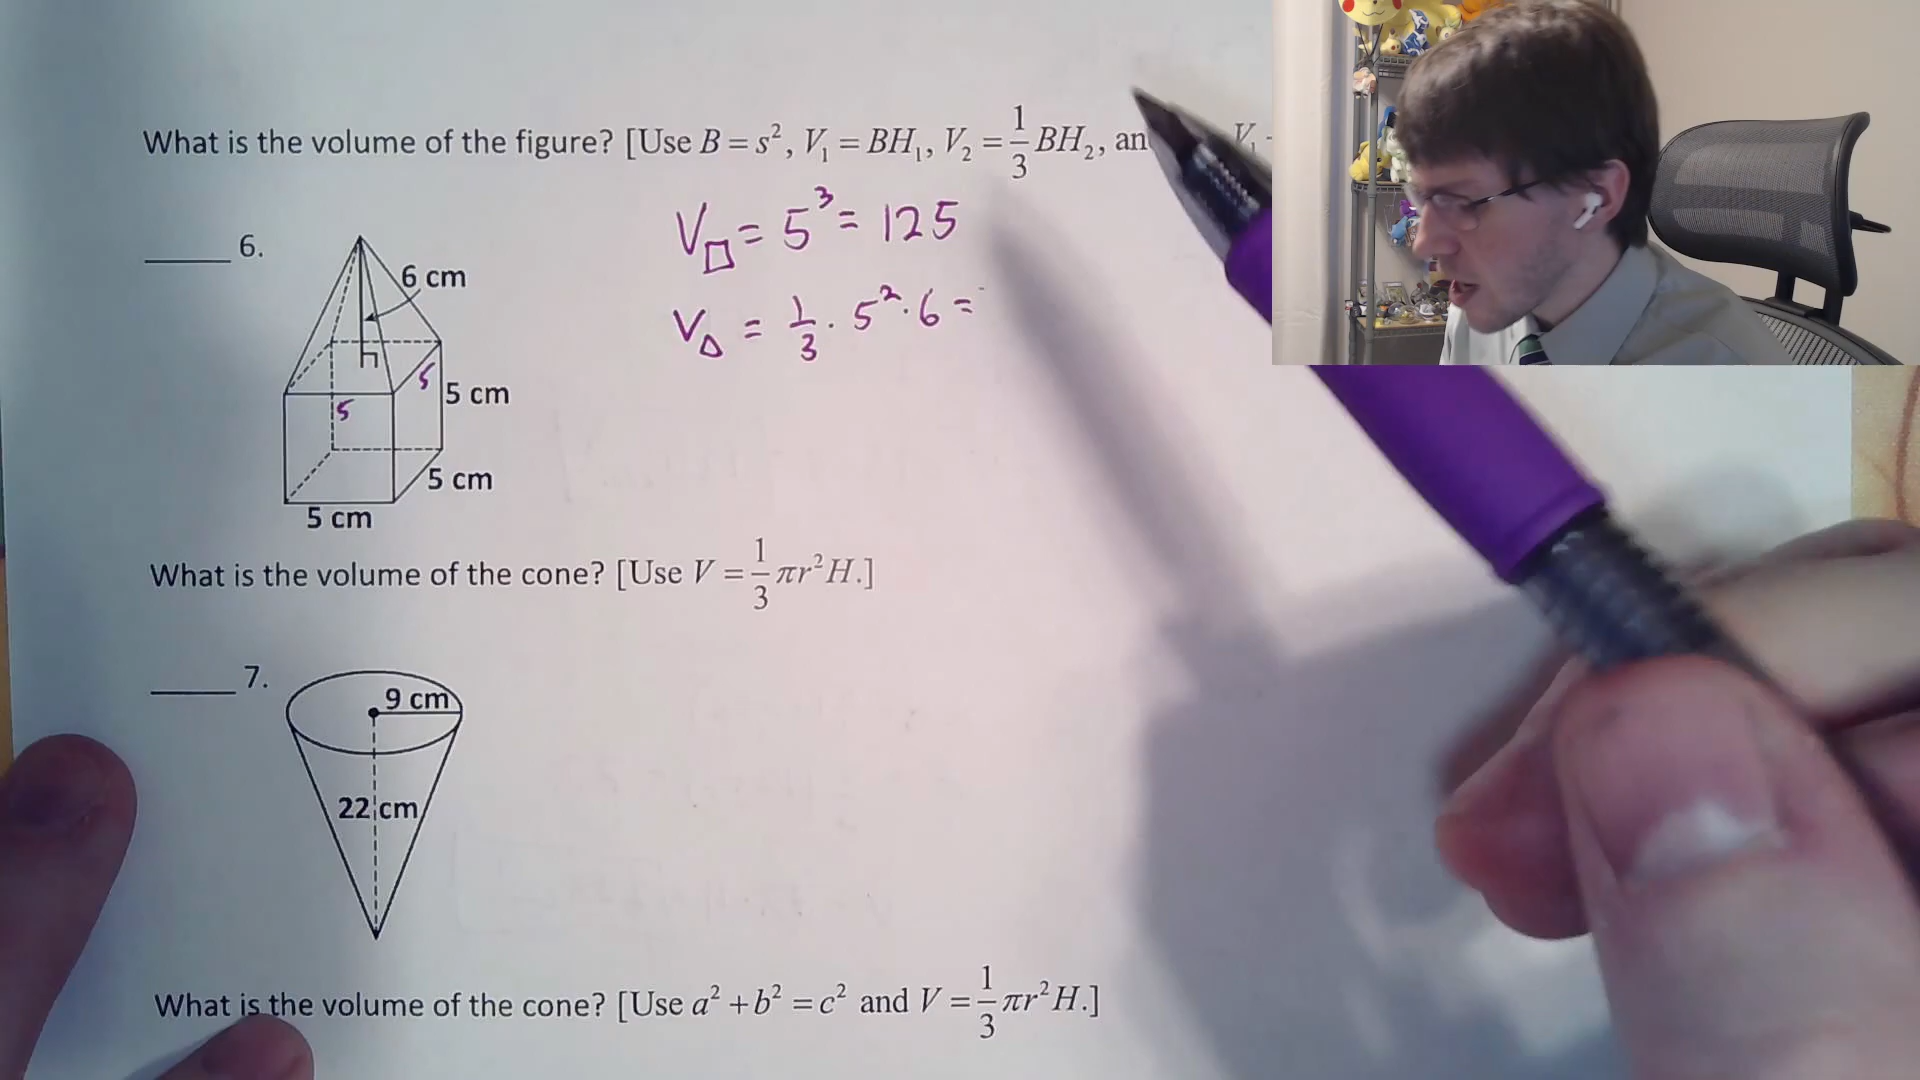 What is the volume of the figure? [Use B = s², V₁ = BH₁, V₂ = 1/3 BH₂, an V₁
V□ = 5³ = 125
_____ 6.
6 cm
V△ = 1/3 · 5² · 6 =
5
5 cm
5
5 cm
5 cm
What is the volume of the cone? [Use V = 1/3 πr²H.]
_____ 7.
9 cm
22 cm
What is the volume of the cone? [Use a² + b² = c² and V = 1/3 πr²H.]